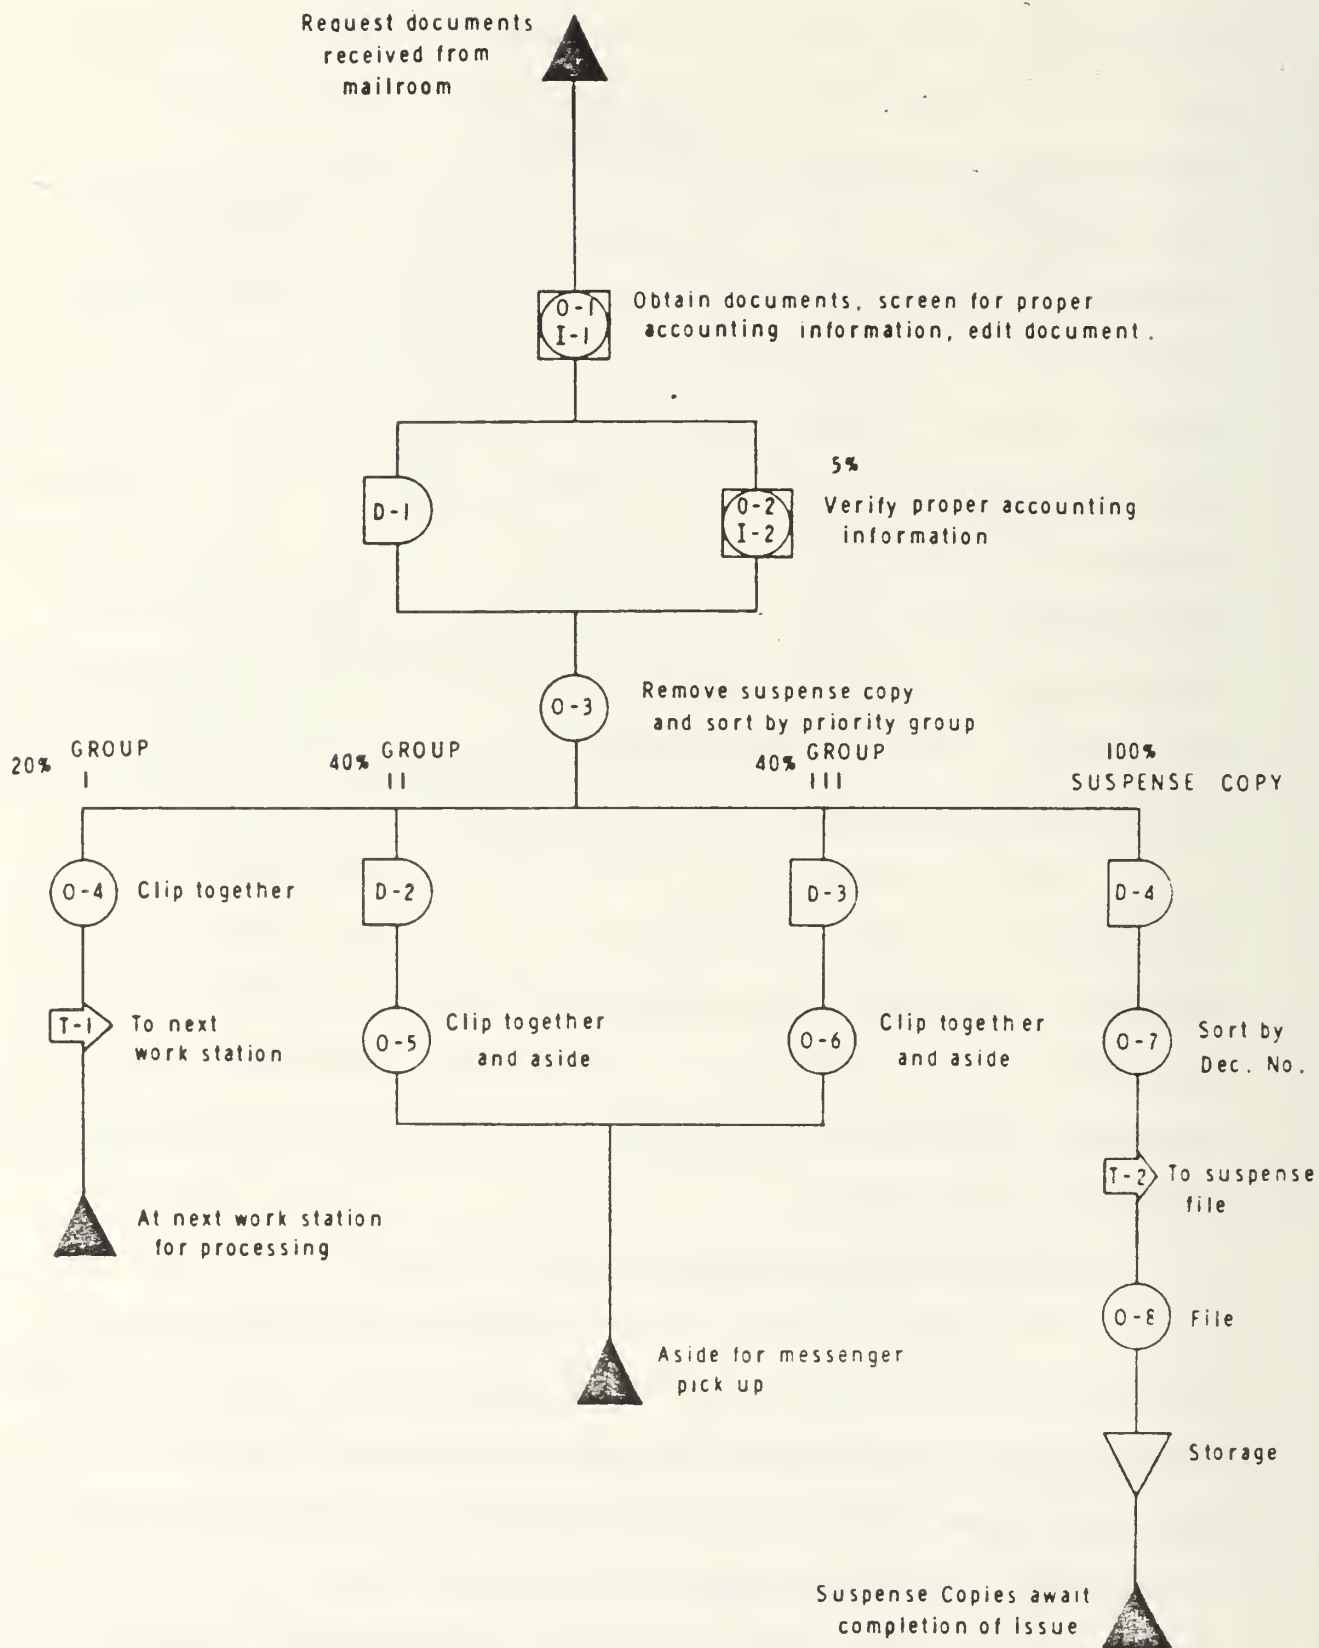 Request documents
received from
mailroom
O-1
I-1
Obtain documents, screen for proper
accounting information, edit document.
D-1
5%
O-2
I-2
Verify proper accounting
information
O-3
Remove suspense copy
and sort by priority group
20% GROUP
I
40% GROUP
II
40% GROUP
III
100%
SUSPENSE COPY
O-4 Clip together
D-2
D-3
D-4
T-1 To next
work station
O-5 Clip together
and aside
O-6 Clip together
and aside
O-7 Sort by
Dec. No.
T-2 To suspense
file
At next work station
for processing
O-8 File
Aside for messenger
pick up
Storage
Suspense Copies await
completion of issue